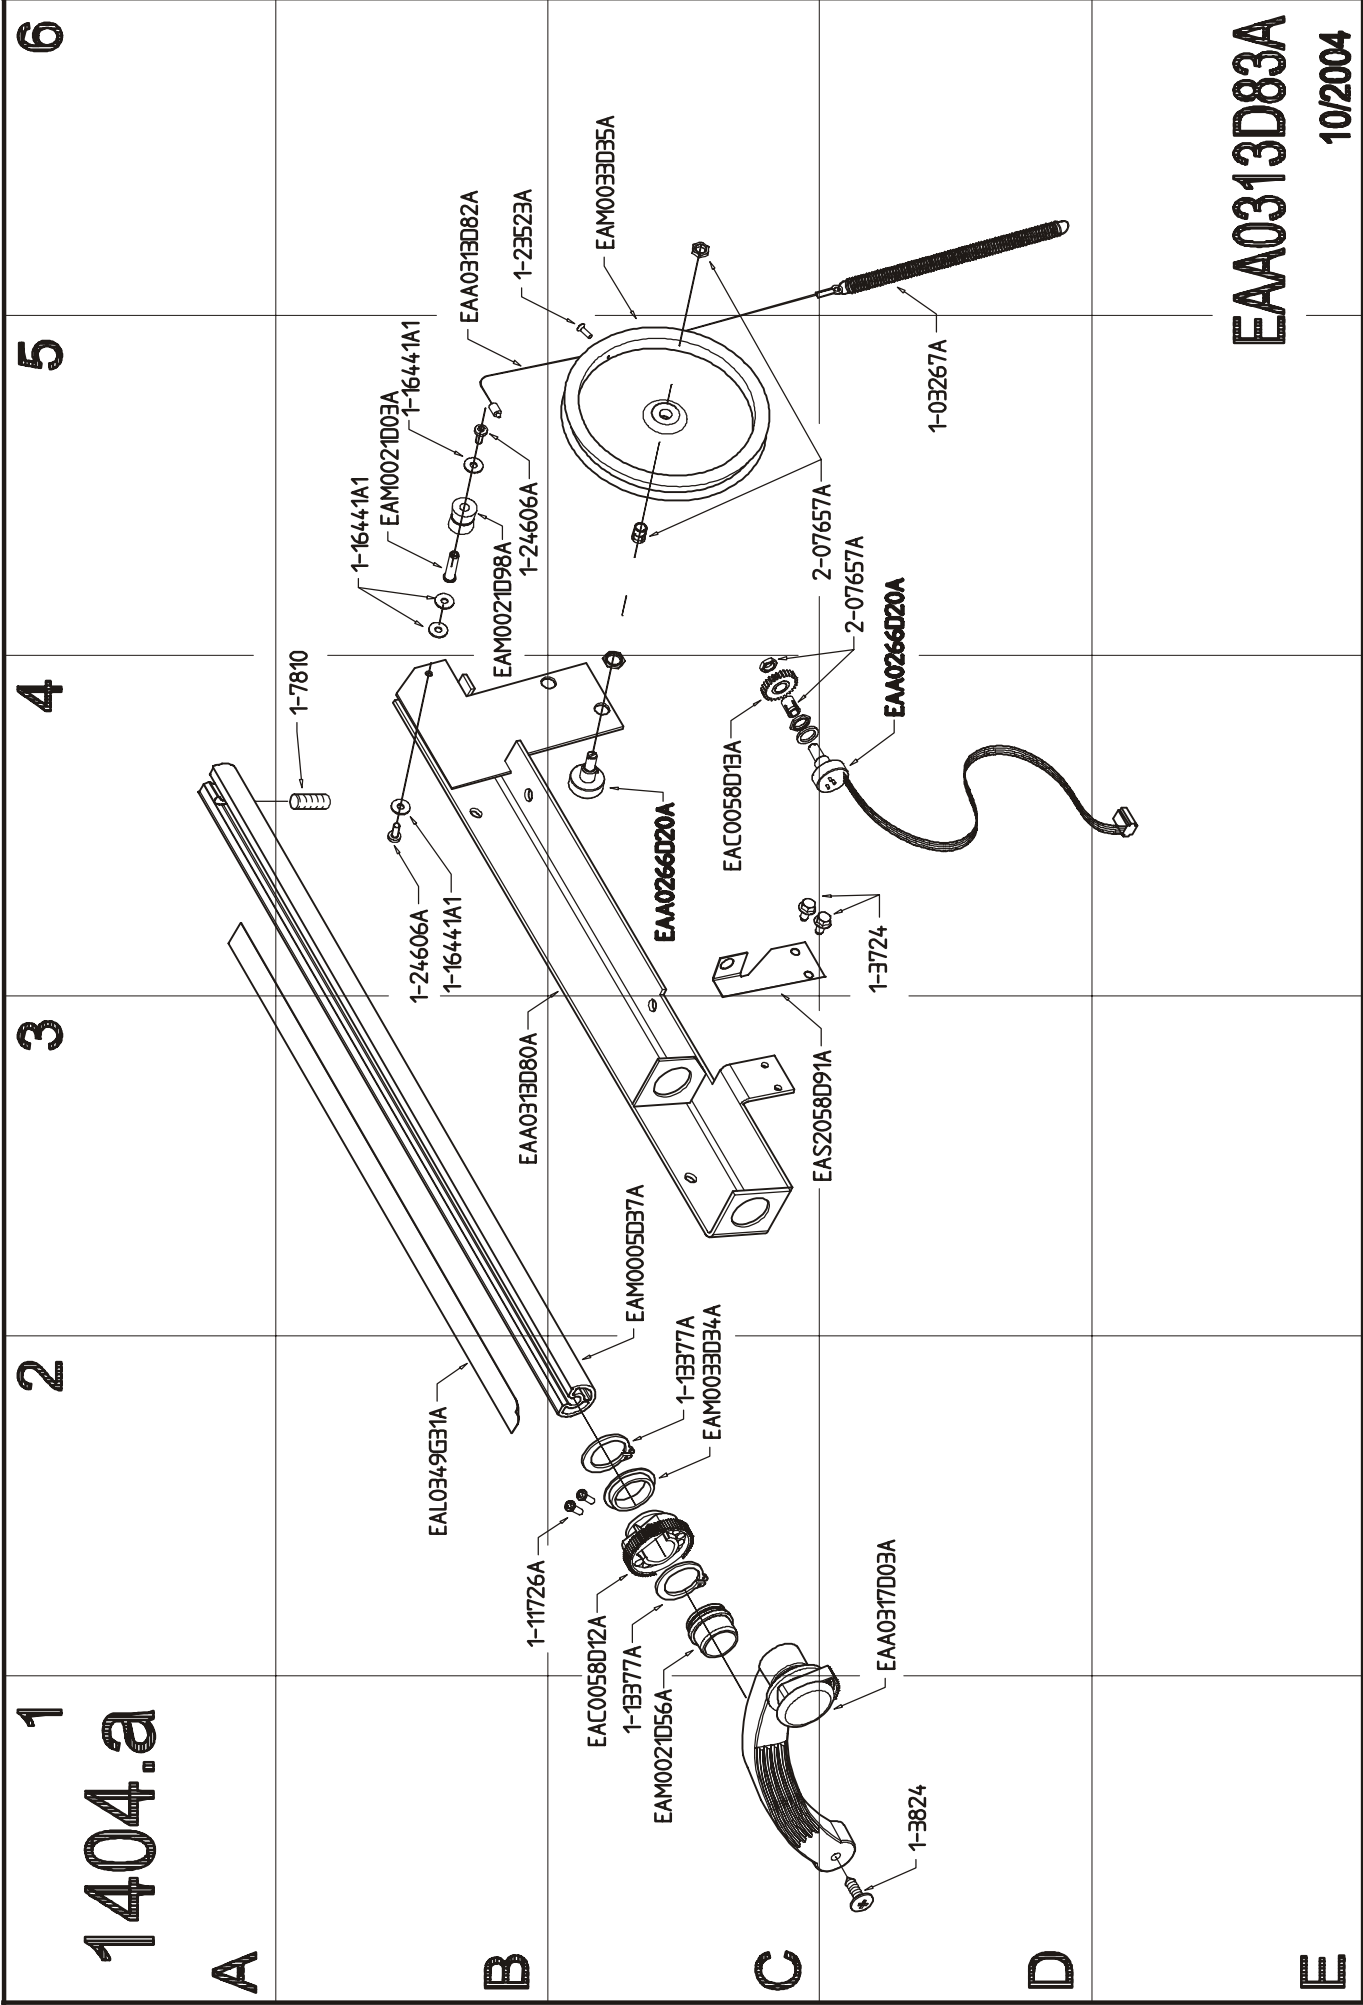 1404.a
1
2
3
4
5
6
A
B
C
D
E
1-7810
EAL0349G31A
1-24606A
1-16441A1
1-16441A1
EAM0021D03A
1-16441A1
EAA0313D82A
1-23523A
EAM0033D35A
EAM0021D98A
1-24606A
EAA0313D80A
EAM0005D37A
1-13377A
EAM0033D34A
1-11726A
EAC0058D12A
1-13377A
EAM0021D56A
EAA0266D20A
EAC0058D13A
2-07657A
2-07657A
EAA0266D20A
1-03267A
1-3724
EAS2058D91A
EAA0317D03A
1-3824
EAA0313D83A
10/2004